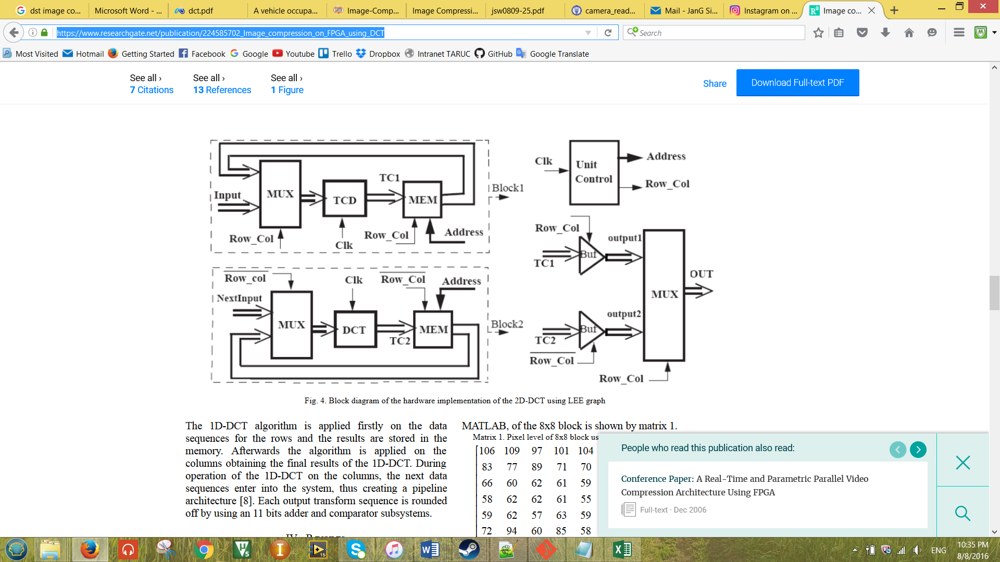 dst image co...
Microsoft Word - ...
dct.pdf
A vehicle occupa...
Image-Comp...
Image Compressi...
jsw0809-25.pdf
camera_read...
Mail - JanG Si...
Instagram on ...
Image co...
https://www.researchgate.net/publication/224585702_Image_compression_on_FPGA_using_DCT
Search
Most Visited
Hotmail
Getting Started
Facebook
Google
Youtube
Trello
Dropbox
Intranet TARUC
GitHub
Google Translate
See all ›
7 Citations
See all ›
13 References
See all ›
1 Figure
Share
Download Full-text PDF
Input
MUX
Row_Col
TCD
Clk
TC1
MEM
Row_Col
Address
Block1
Row_col
NextInput
MUX
Clk
DCT
TC2
Row_Col
Address
MEM
Block2
Clk
Unit
Control
Address
Row_Col
Row_Col
TC1
Buf
output1
TC2
Buf
output2
Row_Col
MUX
Row_Col
OUT
Fig. 4. Block diagram of the hardware implementation of the 2D-DCT using LEE graph
The 1D-DCT algorithm is applied firstly on the data
sequences for the rows and the results are stored in the
memory. Afterwards the algorithm is applied on the
columns obtaining the final results of the 1D-DCT. During
operation of the 1D-DCT on the columns, the next data
sequences enter into the system, thus creating a pipeline
architecture [8]. Each output transform sequence is rounded
off by using an 11 bits adder and comparator subsystems.
MATLAB, of the 8x8 block is shown by matrix 1.
Matrix 1. Pixel level of 8x8 block us
106 109 97 101 104
83 77 89 71 70
66 60 62 61 59
58 62 62 61 55
59 62 57 63 59
72 94 60 85 58
People who read this publication also read:
Conference Paper: A Real-Time and Parametric Parallel Video
Compression Architecture Using FPGA
Full-text · Dec 2006
ENG
10:35 PM
8/8/2016